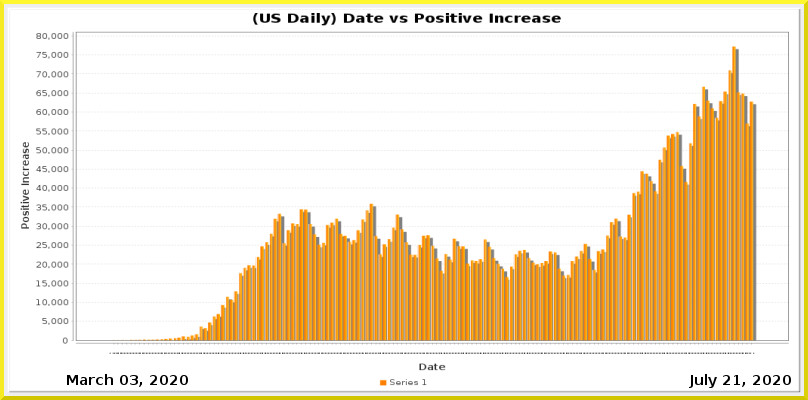 (US Daily) Date vs Positive Increase
80,000
75,000
70,000
65,000
60,000
55,000
50,000
45,000
40,000
35,000
30,000
25,000
20,000
15,000
10,000
5,000
0
Positive Increase
Date
March 03, 2020
Series 1
July 21, 2020